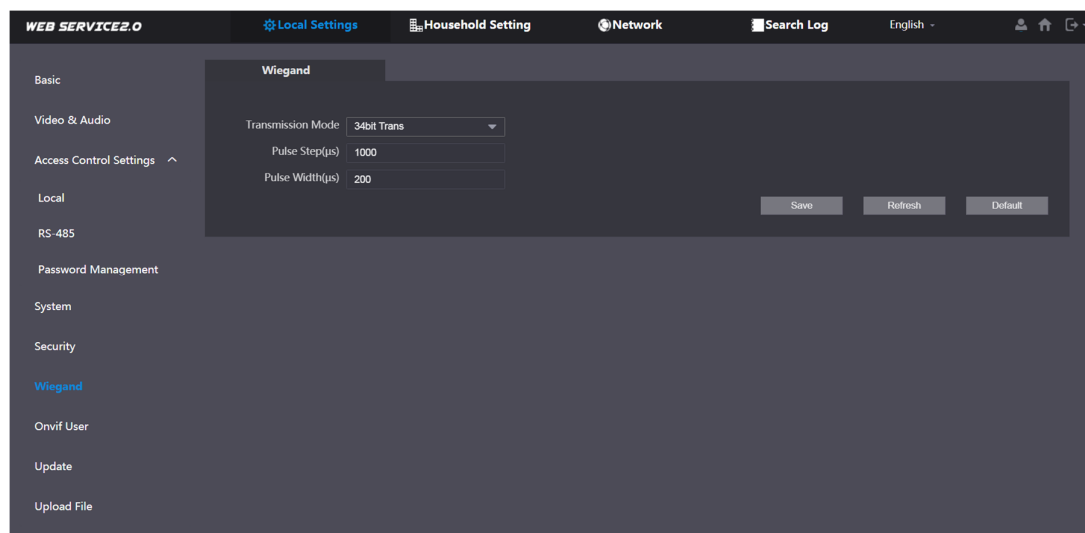 WEB SERVICE2.0
Local Settings
Household Setting
Network
Search Log
English
Basic
Video & Audio
Access Control Settings
Local
RS-485
Password Management
System
Security
Wiegand
Onvif User
Update
Upload File
Wiegand
Transmission Mode 34bit Trans
Pulse Step(μs) 1000
Pulse Width(μs) 200
Save Refresh Default